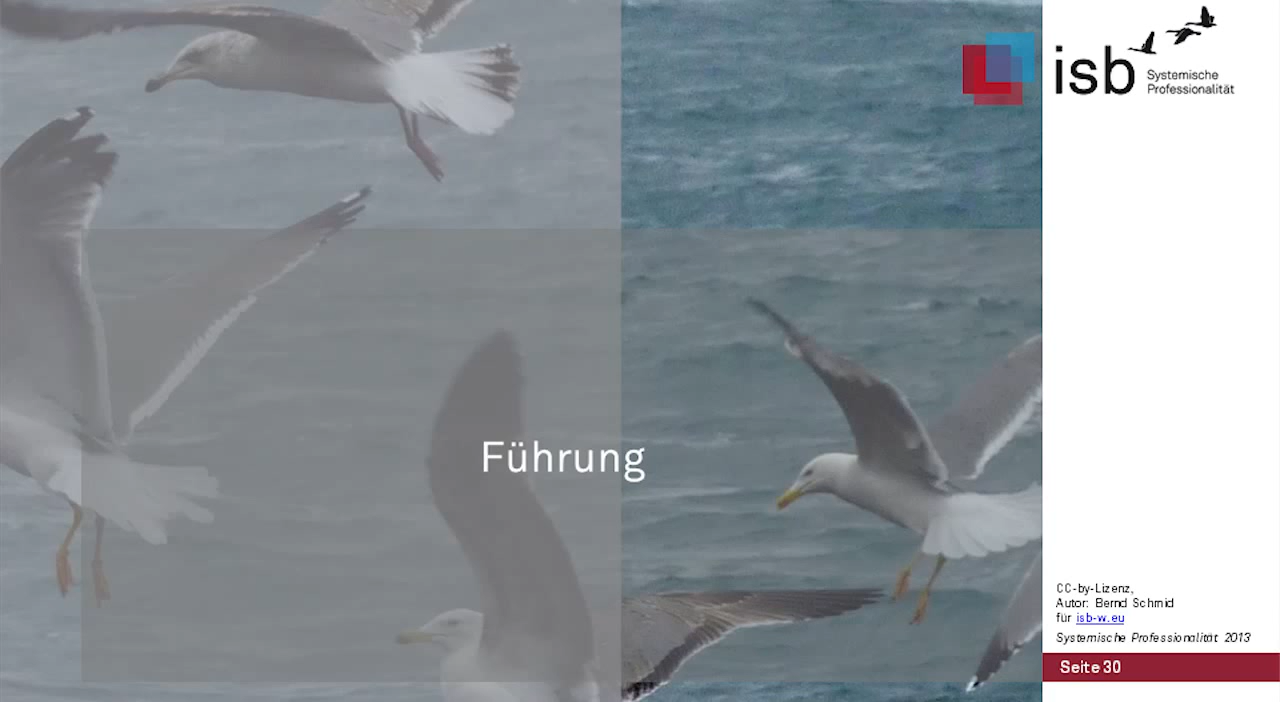 isb
Systemische
Professionalität
Führung
CC-by-Lizenz,
Autor: Bernd Schmid
für isb-w.eu
Systemische Professionalität 2013
Seite 30